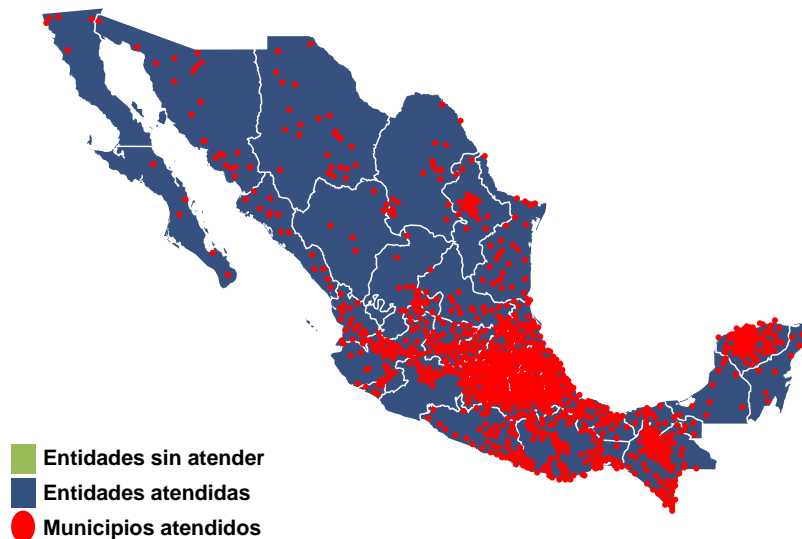 Entidades sin atender
Entidades atendidas
Municipios atendidos